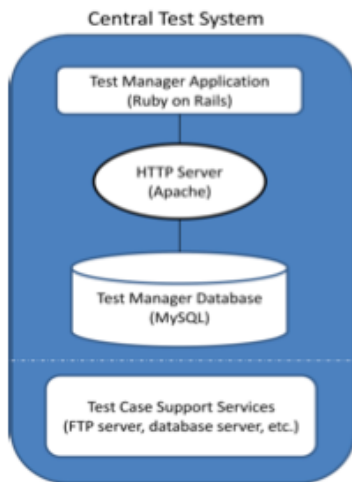 Central Test System
Test Manager Application
(Ruby on Rails)
HTTP Server
(Apache)
Test Manager Database
(MySQL)
Test Case Support Services
(FTP server, database server, etc.)